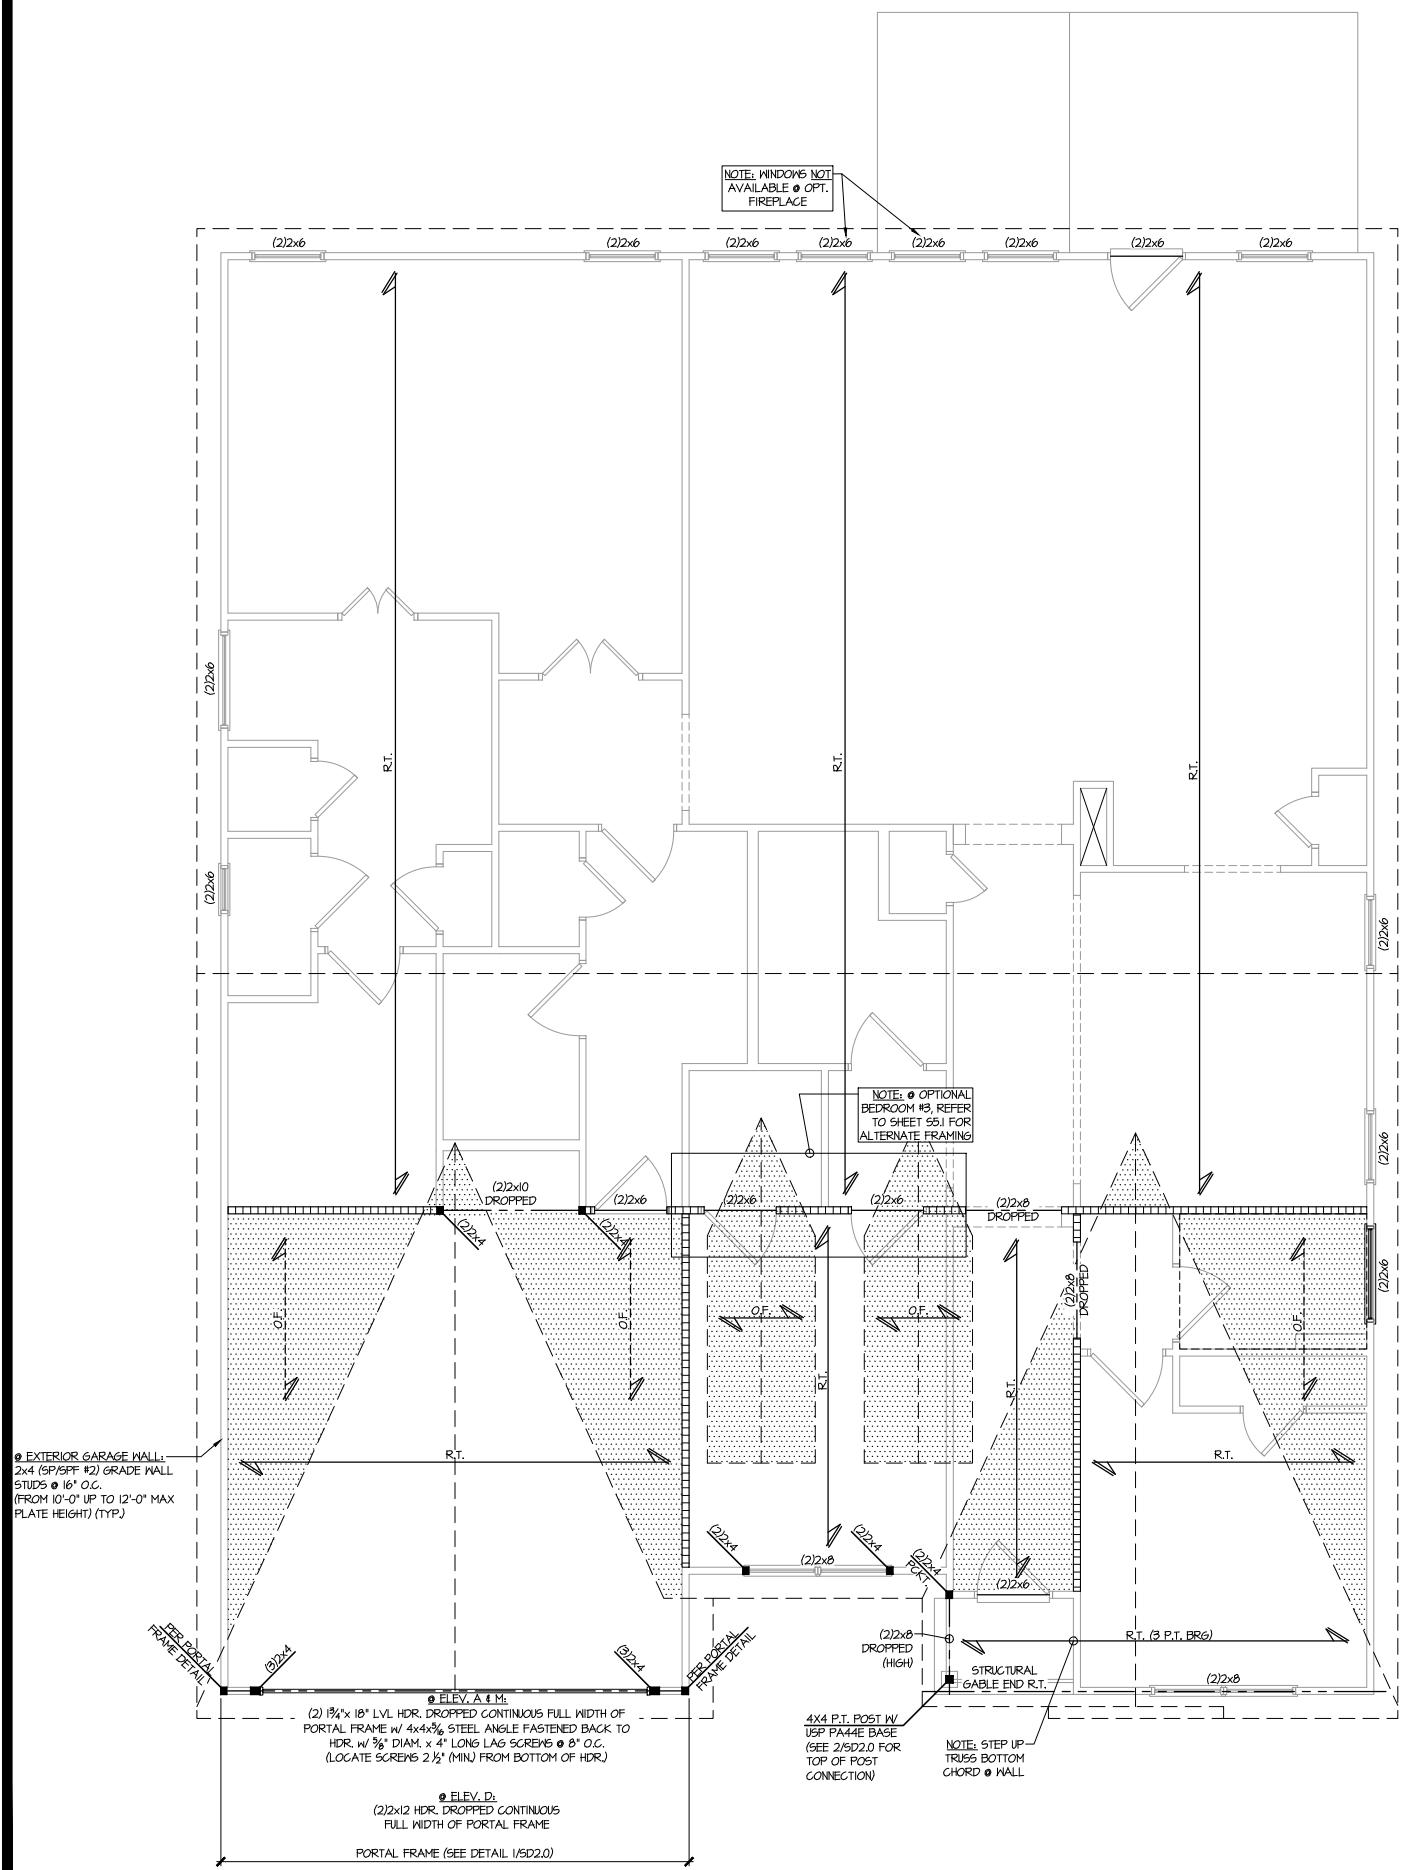 NOTE: WINDOWS NOT
AVAILABLE @ OPT.
FIREPLACE
(2)2x6
(2)2x6
(2)2x6
(2)2x6
(2)2x6
(2)2x6
(2)2x6
(2)2x6
(2)2x6
R.T.
R.T.
R.T.
(2)2x6
(2)2x6
NOTE: @ OPTIONAL
BEDROOM #3, REFER
TO SHEET S5.1 FOR
ALTERNATE FRAMING
(2)2x6
(2)2x10
DROPPED
(2)2x6
(2)2x6
(2)2x6
(2)2x8
DROPPED
(2)2x4
(2)2x4
(2)2x8
DROPPED
(2)2x6
O.F.
O.F.
O.F.
O.F.
O.F.
R.T.
R.T.
R.T.
R.T.
@ EXTERIOR GARAGE WALL:
2x4 (SP/SPF #2) GRADE WALL
STUDS @ 16" O.C.
(FROM 10'-0" UP TO 12'-0" MAX
PLATE HEIGHT) (TYP.)
(2)2x4
(2)2x4
(2)2x8
(2)2x4
PCKT
(2)2x6
PER PORTAL
FRAME DETAIL
(3)2x4
(3)2x4
PER PORTAL
FRAME DETAIL
(2)2x8
DROPPED
(HIGH)
R.T. (3 P.T. BRG)
STRUCTURAL
GABLE END R.T.
(2)2x8
@ ELEV. A & M:
(2) 1¾"x 18" LVL HDR. DROPPED CONTINUOUS FULL WIDTH OF
PORTAL FRAME W/ 4x4x5/16 STEEL ANGLE FASTENED BACK TO
HDR. W/ 5/8" DIAM. x 4" LONG LAG SCREWS @ 8" O.C.
(LOCATE SCREWS 2 ½" (MIN.) FROM BOTTOM OF HDR.)
4X4 P.T. POST W/
USP PA44E BASE
(SEE 2/SD2.0 FOR
TOP OF POST
CONNECTION)
NOTE: STEP UP
TRUSS BOTTOM
CHORD @ WALL
@ ELEV. D:
(2)2x12 HDR. DROPPED CONTINUOUS
FULL WIDTH OF PORTAL FRAME
PORTAL FRAME (SEE DETAIL 1/SD2.0)